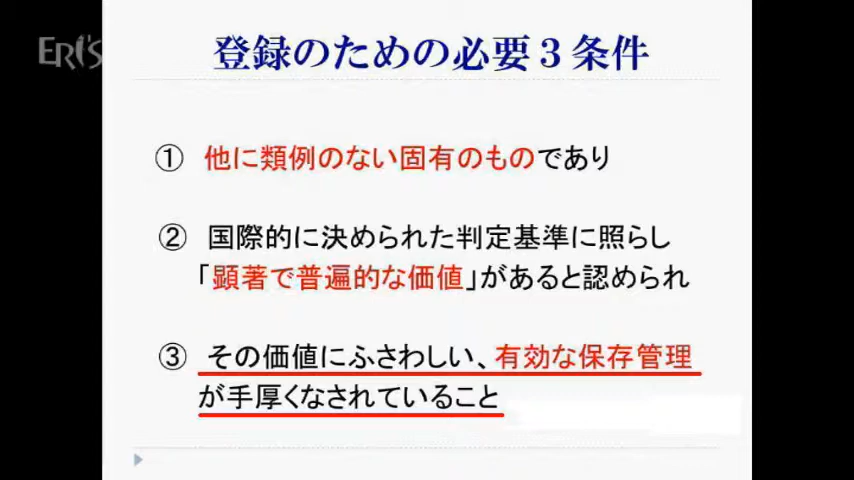 ERI's
登録のための必要３条件
① 他に類例のない固有のものであり
② 国際的に決められた判定基準に照らし
「顕著で普遍的な価値」があると認められ
③ その価値にふさわしい、有効な保存管理
が手厚くなされていること